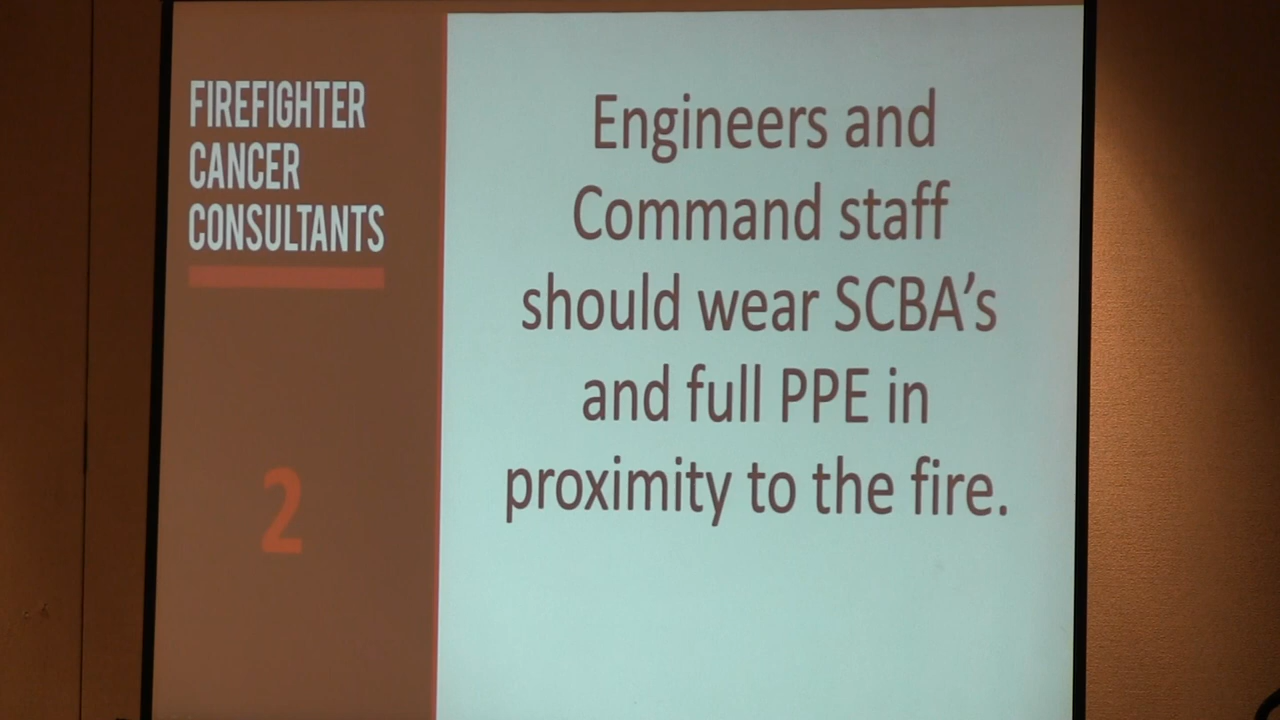 FIREFIGHTER
CANCER
CONSULTANTS
2
Engineers and
Command staff
should wear SCBA’s
and full PPE in
proximity to the fire.